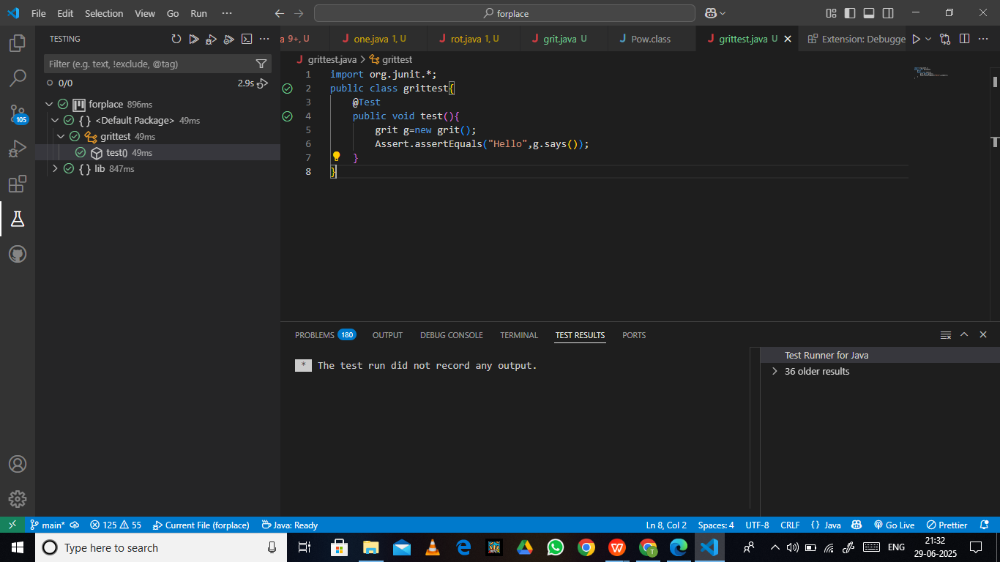 File Edit Selection View Go Run ··· forplace
TESTING
Filter (e.g. text, !exclude, @tag)
0/0 2.9s
forplace 896ms
{ } <Default Package> 49ms
grittest 49ms
test() 49ms
{ } lib 847ms
a 9+, U one.java 1, U rot.java 1, U grit.java U Pow.class grittest.java U Extension: Debugge
grittest.java > grittest
1 import org.junit.*;
2 public class grittest{
3 @Test
4 public void test(){
5 grit g=new grit();
6 Assert.assertEquals("Hello",g.says());
7 }
8 }
PROBLEMS 180 OUTPUT DEBUG CONSOLE TERMINAL TEST RESULTS PORTS
* The test run did not record any output.
Test Runner for Java
36 older results
105
main* 125 55 Current File (forplace) Java: Ready Ln 8, Col 2 Spaces: 4 UTF-8 CRLF { } Java Go Live Prettier
Type here to search ENG 21:32
29-06-2025